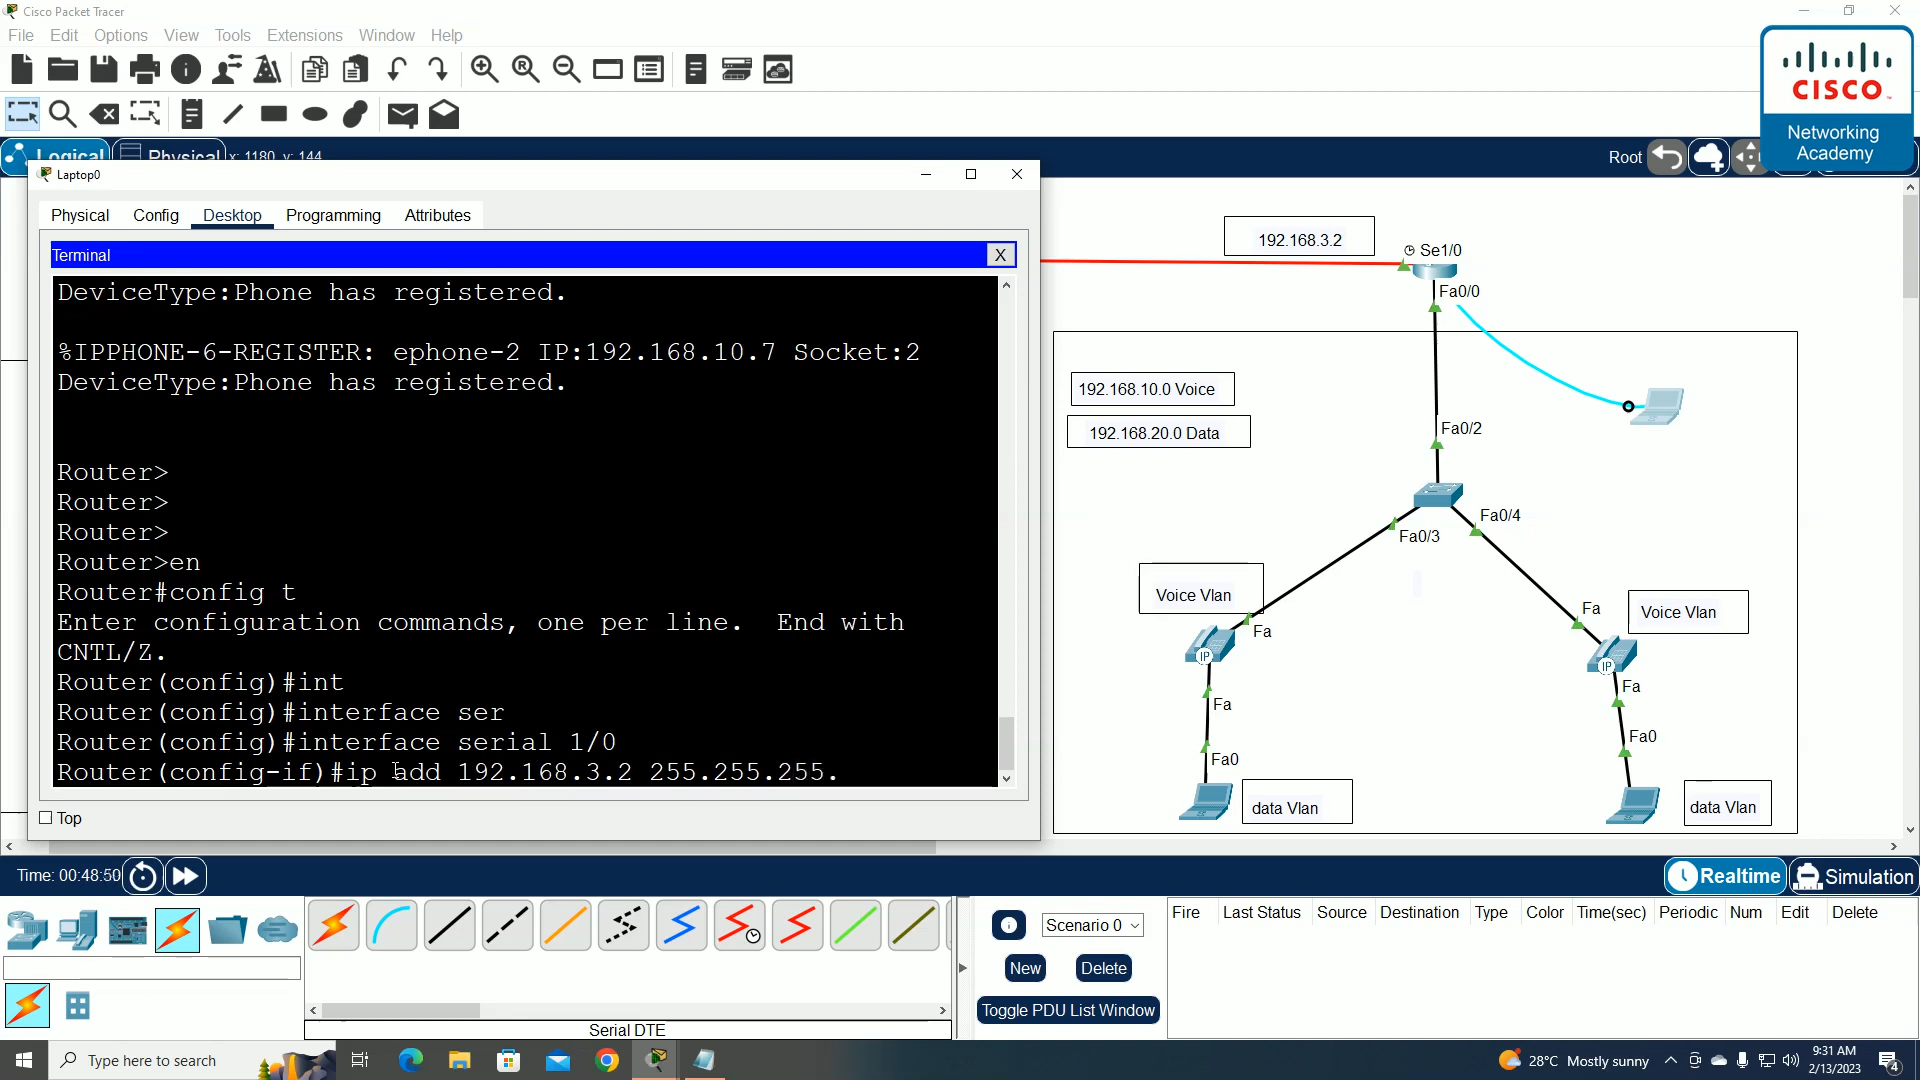 Cisco Packet Tracer
File Edit Options View Tools Extensions Window Help
CISCO
Networking
Academy
Logical Physical x: 1180, y: 144 Root
Laptop0
Physical Config Desktop Programming Attributes
Terminal X
DeviceType:Phone has registered.
%IPPHONE-6-REGISTER: ephone-2 IP:192.168.10.7 Socket:2
DeviceType:Phone has registered.
Router>
Router>
Router>
Router>en
Router#config t
Enter configuration commands, one per line.  End with
CNTL/Z.
Router(config)#int
Router(config)#interface ser
Router(config)#interface serial 1/0
Router(config-if)#ip add 192.168.3.2 255.255.255.
Top
192.168.3.2
Se1/0
Fa0/0
192.168.10.0 Voice
192.168.20.0 Data
Fa0/2
Fa0/4
Fa0/3
Voice Vlan
Fa
Voice Vlan
Fa
IP
IP
Fa
Fa
Fa0
Fa0
data Vlan
data Vlan
Time: 00:48:50
Realtime Simulation
Scenario 0
New Delete
Toggle PDU List Window
Fire Last Status Source Destination Type Color Time(sec) Periodic Num Edit Delete
Serial DTE
Type here to search
28°C Mostly sunny
9:31 AM
2/13/2023
4